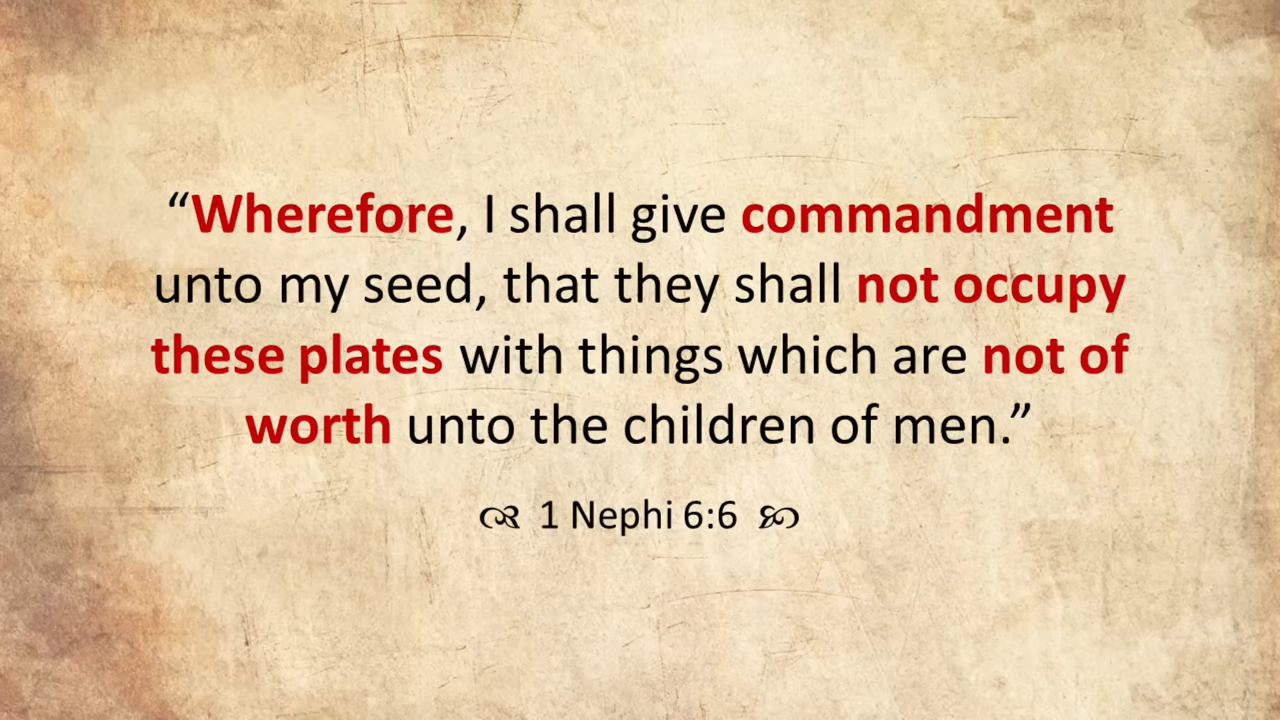 “Wherefore, I shall give commandment
unto my seed, that they shall not occupy
these plates with things which are not of
worth unto the children of men.”
1 Nephi 6:6